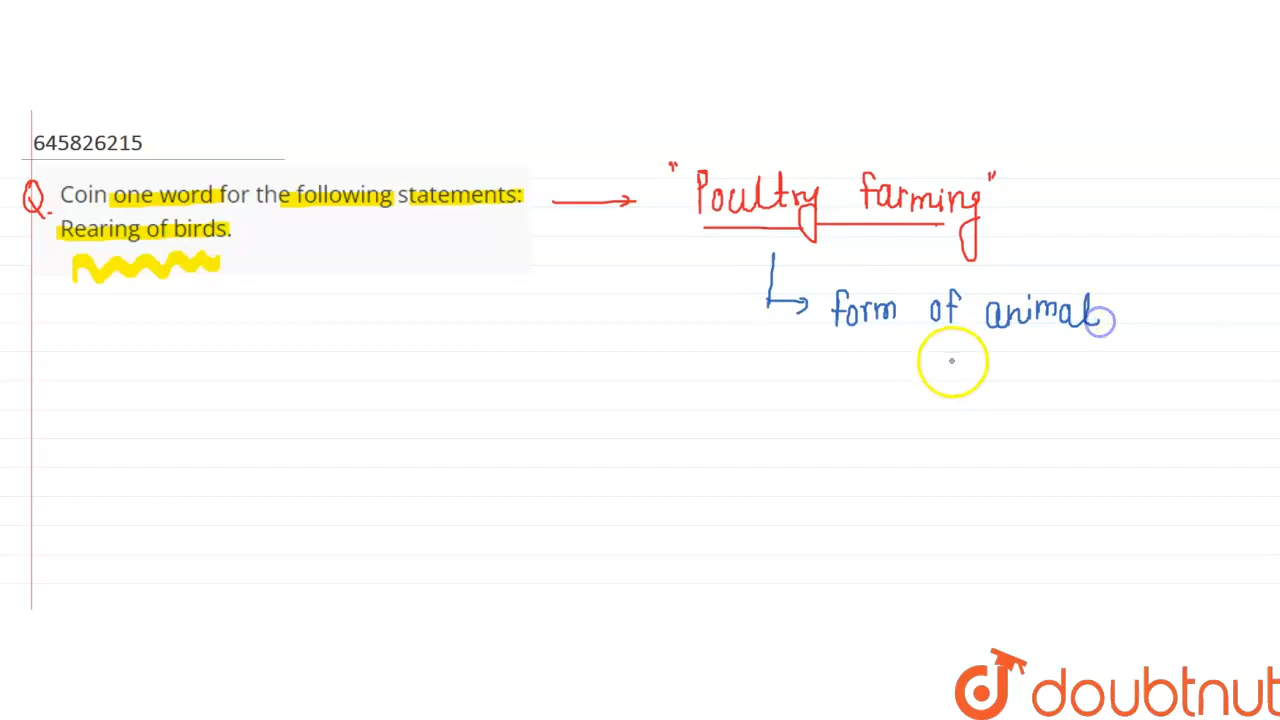 645826215
Q. Coin one word for the following statements:
Rearing of birds.
"Poultry farming"
form of animal
doubtnut